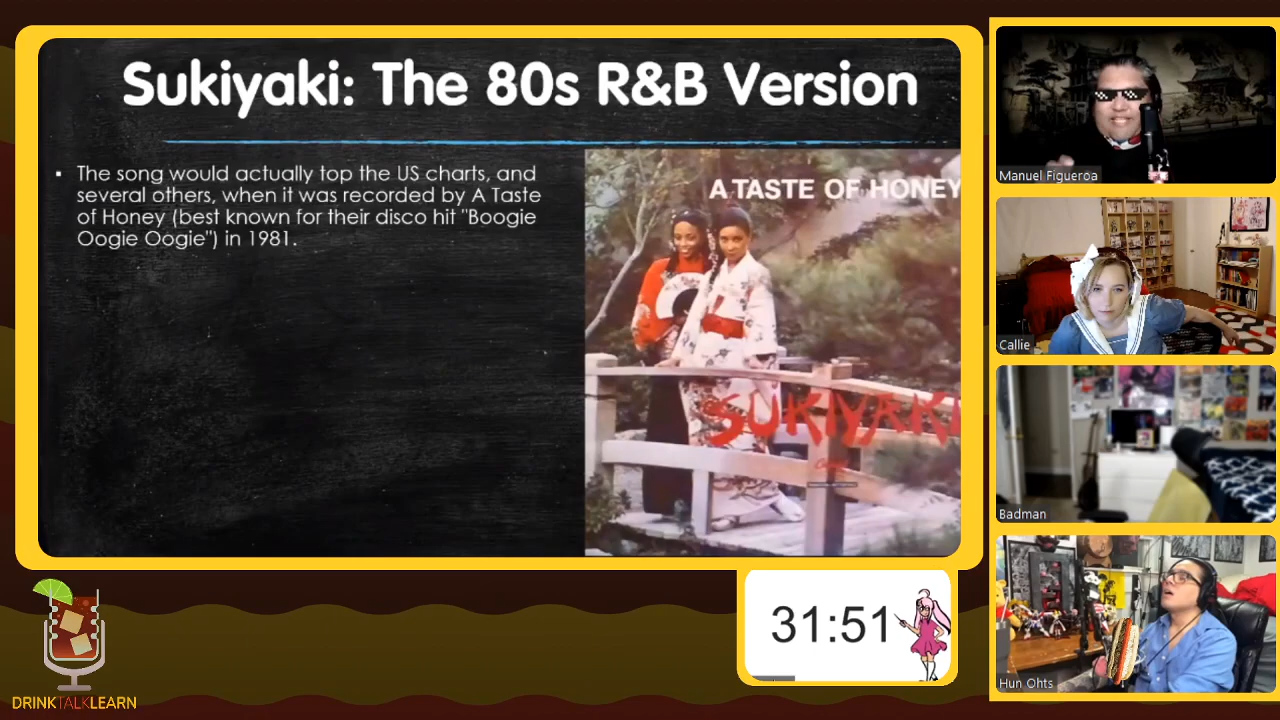 Sukiyaki: The 80s R&B Version
▪ The song would actually top the US charts, and
several others, when it was recorded by A Taste
of Honey (best known for their disco hit "Boogie
Oogie Oogie") in 1981.
A TASTE OF HONEY
SUKIYAKI
31:51
DRINKTALKLEARN
Manuel Figueroa
Callie
Badman
Hun Ohts